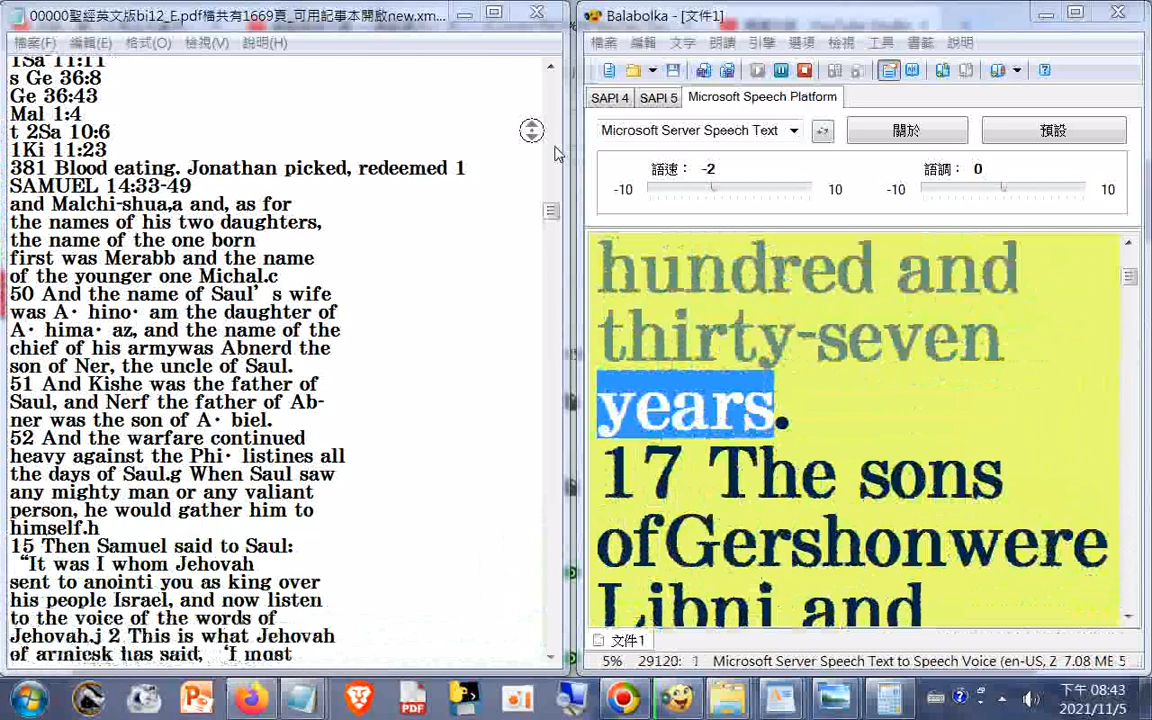 00000聖經英文版bi12_E.pdf檔共有1669頁_可用記事本開啟new.xm...
檔案(F) 編輯(E) 格式(O) 檢視(V) 說明(H)
1Sa 11:11
s Ge 36:8
Ge 36:43
Mal 1:4
t 2Sa 10:6
1Ki 11:23
381 Blood eating. Jonathan picked, redeemed 1
SAMUEL 14:33-49
and Malchi-shua,a and, as for
the names of his two daughters,
the name of the one born
first was Merabb and the name
of the younger one Michal.c
50 And the name of Saul’s wife
was A·hino·am the daughter of
A·hima·az, and the name of the
chief of his armywas Abnerd the
son of Ner, the uncle of Saul.
51 And Kishe was the father of
Saul, and Nerf the father of Ab-
ner was the son of A·biel.
52 And the warfare continued
heavy against the Phi·listines all
the days of Saul.g When Saul saw
any mighty man or any valiant
person, he would gather him to
himself.h
15 Then Samuel said to Saul:
“It was I whom Jehovah
sent to anointi you as king over
his people Israel, and now listen
to the voice of the words of
Jehovah.j 2 This is what Jehovah
of armiesk has said, ‘I most
Balabolka - [文件1]
檔案 編輯 文字 朗讀 引擎 選項 檢視 工具 書籤 說明
SAPI 4 SAPI 5 Microsoft Speech Platform
Microsoft Server Speech Text 關於 預設
語速: -2 語調: 0
-10 10 -10 10
hundred and
thirty-seven
years.
17 The sons
ofGershonwere
Libni and
文件1
5% 29120: 1 Microsoft Server Speech Text to Speech Voice (en-US, Z 7.08 MB 5
下午 08:43
2021/11/5